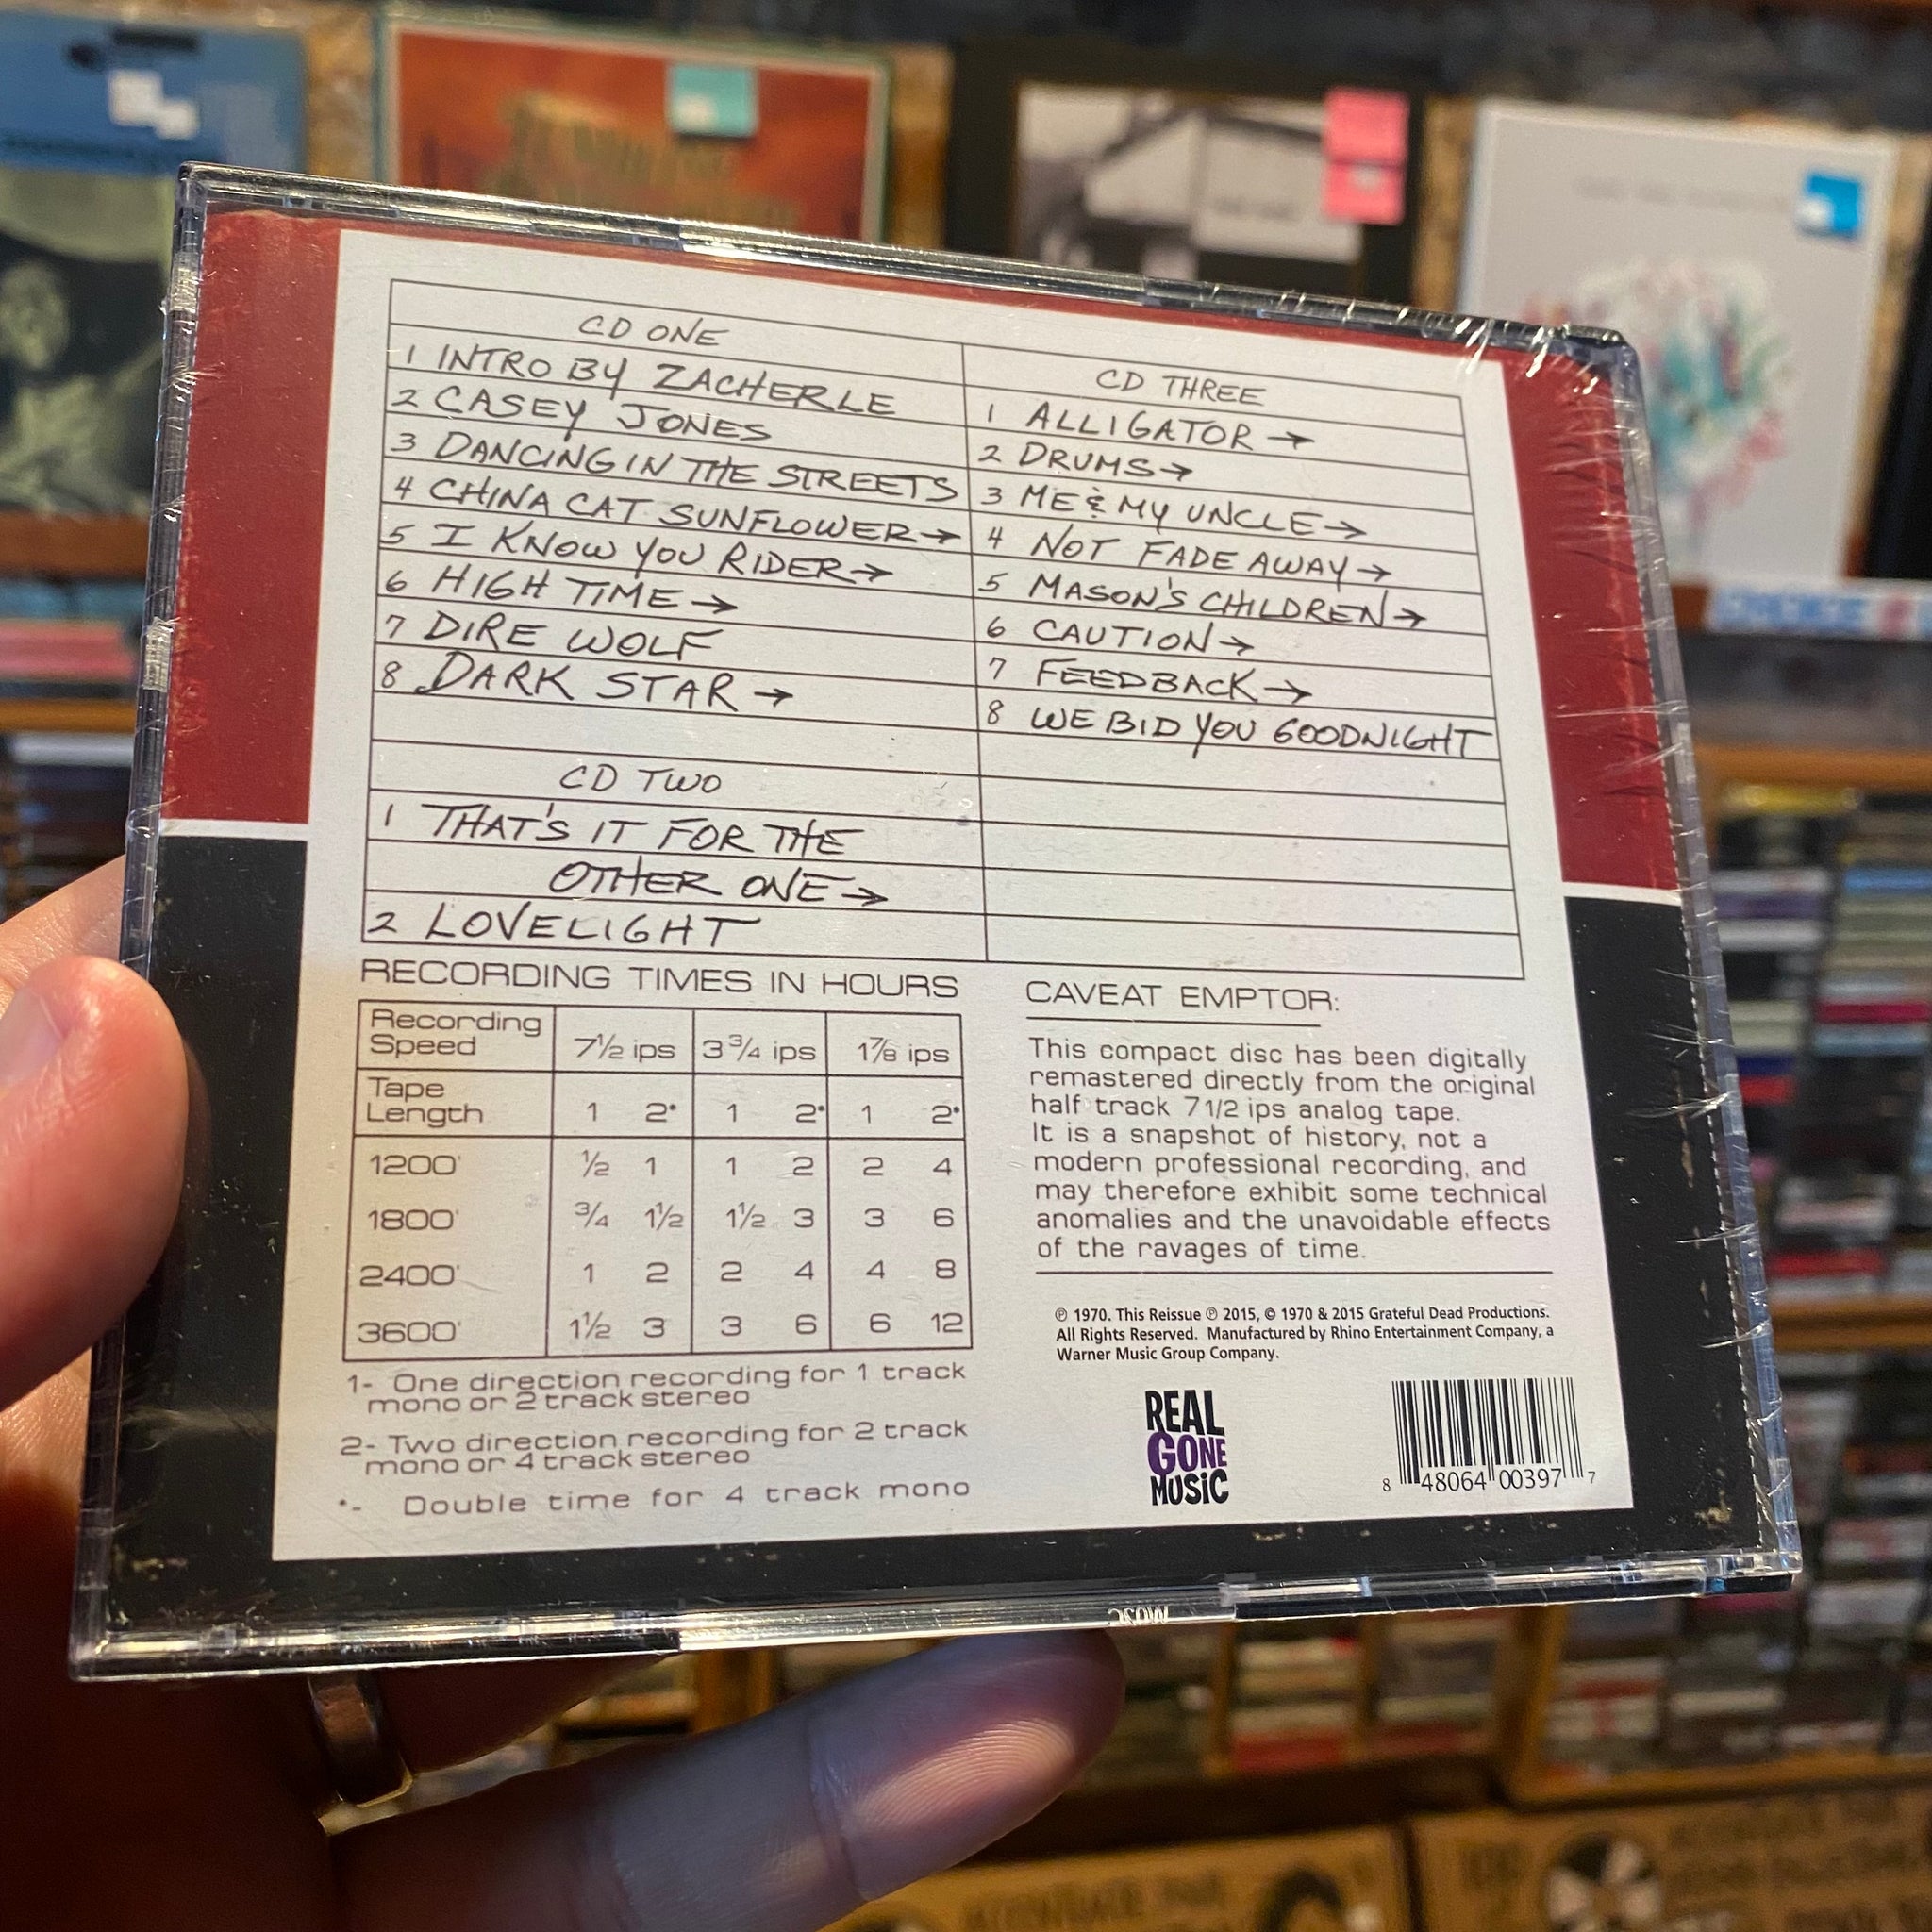 CD ONE
1 INTRO BY ZACHERLE
2 CASEY JONES
3 DANCING IN THE STREETS
4 CHINA CAT SUNFLOWER →
5 I KNOW YOU RIDER →
6 HIGH TIME →
7 DIRE WOLF
8 DARK STAR →
CD TWO
1 THAT'S IT FOR THE
OTHER ONE →
2 LOVELIGHT
CD THREE
1 ALLIGATOR →
2 DRUMS →
3 ME & MY UNCLE →
4 NOT FADE AWAY →
5 MASON'S CHILDREN →
6 CAUTION →
7 FEEDBACK →
8 WE BID YOU GOODNIGHT
RECORDING TIMES IN HOURS
Recording
Speed
7½ ips 3¾ ips 1⅞ ips
Tape
Length
1 2* 1 2* 1 2*
1200' ½ 1 1 2 2 4
1800' ¾ 1½ 1½ 3 3 6
2400' 1 2 2 4 4 8
3600' 1½ 3 3 6 6 12
1- One direction recording for 1 track
mono or 2 track stereo
2- Two direction recording for 2 track
mono or 4 track stereo
*- Double time for 4 track mono
CAVEAT EMPTOR:
This compact disc has been digitally
remastered directly from the original
half track 7 1/2 ips analog tape.
It is a snapshot of history, not a
modern professional recording, and
may therefore exhibit some technical
anomalies and the unavoidable effects
of the ravages of time.
℗ 1970. This Reissue ℗ 2015, © 1970 & 2015 Grateful Dead Productions.
All Rights Reserved. Manufactured by Rhino Entertainment Company, a
Warner Music Group Company.
REAL
GONE
MUSiC
8 48064 00397 7